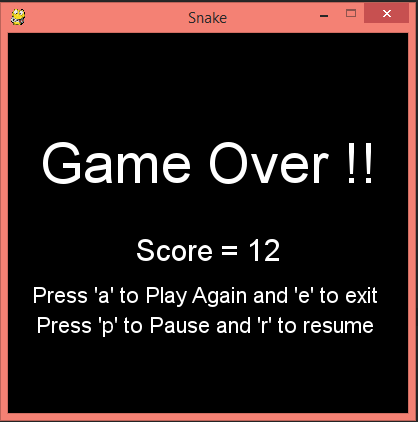 Snake
Game Over !!
Score = 12
Press 'a' to Play Again and 'e' to exit
Press 'p' to Pause and 'r' to resume